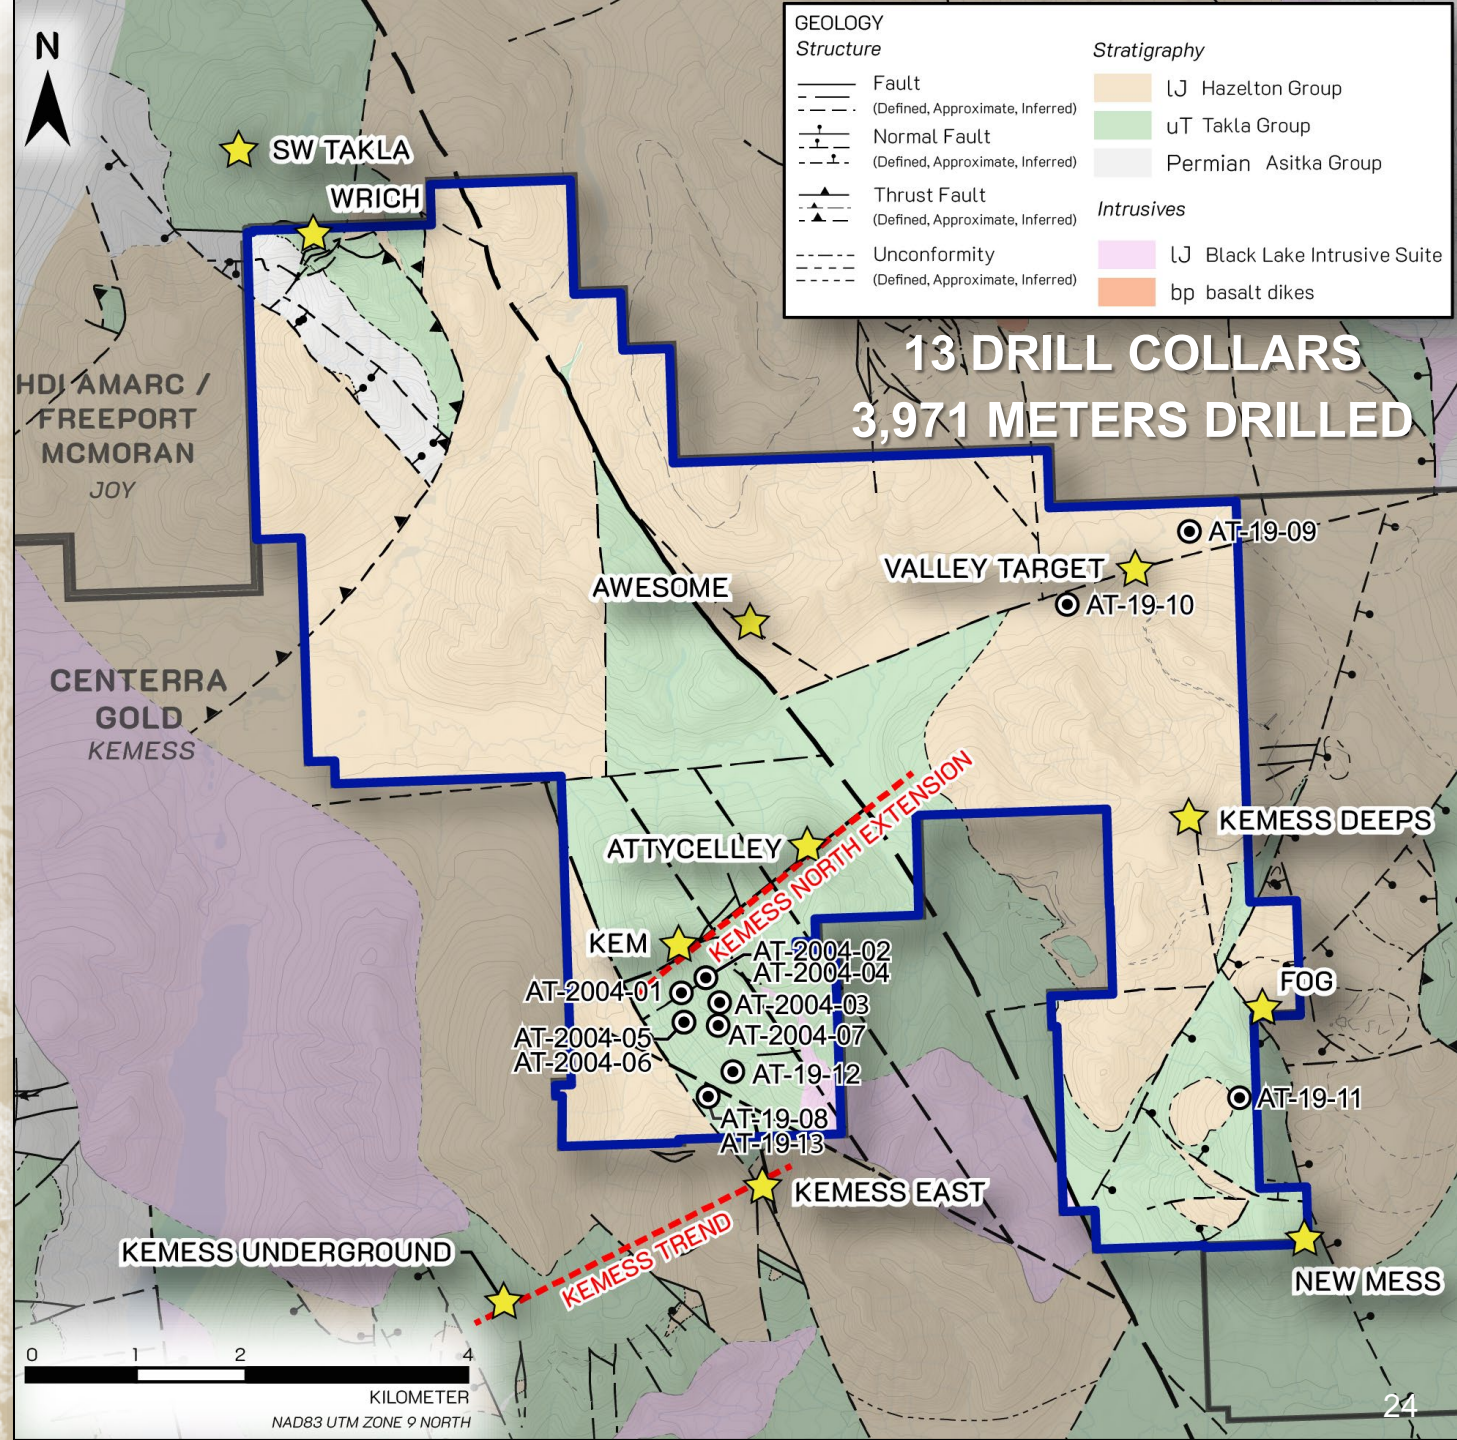 N
GEOLOGY
Structure
Fault
(Defined, Approximate, Inferred)
Normal Fault
(Defined, Approximate, Inferred)
Thrust Fault
(Defined, Approximate, Inferred)
Unconformity
(Defined, Approximate, Inferred)
Stratigraphy
lJ Hazelton Group
uT Takla Group
Permian Asitka Group
Intrusives
lJ Black Lake Intrusive Suite
bp basalt dikes
13 DRILL COLLARS
3,971 METERS DRILLED
SW TAKLA
WRICH
HDI AMARC /
FREEPORT
MCMORAN
JOY
AT-19-09
VALLEY TARGET
AT-19-10
AWESOME
CENTERRA
GOLD
KEMESS
KEMESS NORTH EXTENSION
ATTYCELLEY
KEMESS DEEPS
KEM
AT-2004-02
AT-2004-04
AT-2004-01
AT-2004-03
AT-2004-05
AT-2004-06
AT-2004-07
FOG
AT-19-12
AT-19-11
AT-19-08
AT-19-13
KEMESS EAST
KEMESS TREND
KEMESS UNDERGROUND
NEW MESS
0 1 2 4
KILOMETER
NAD83 UTM ZONE 9 NORTH
24